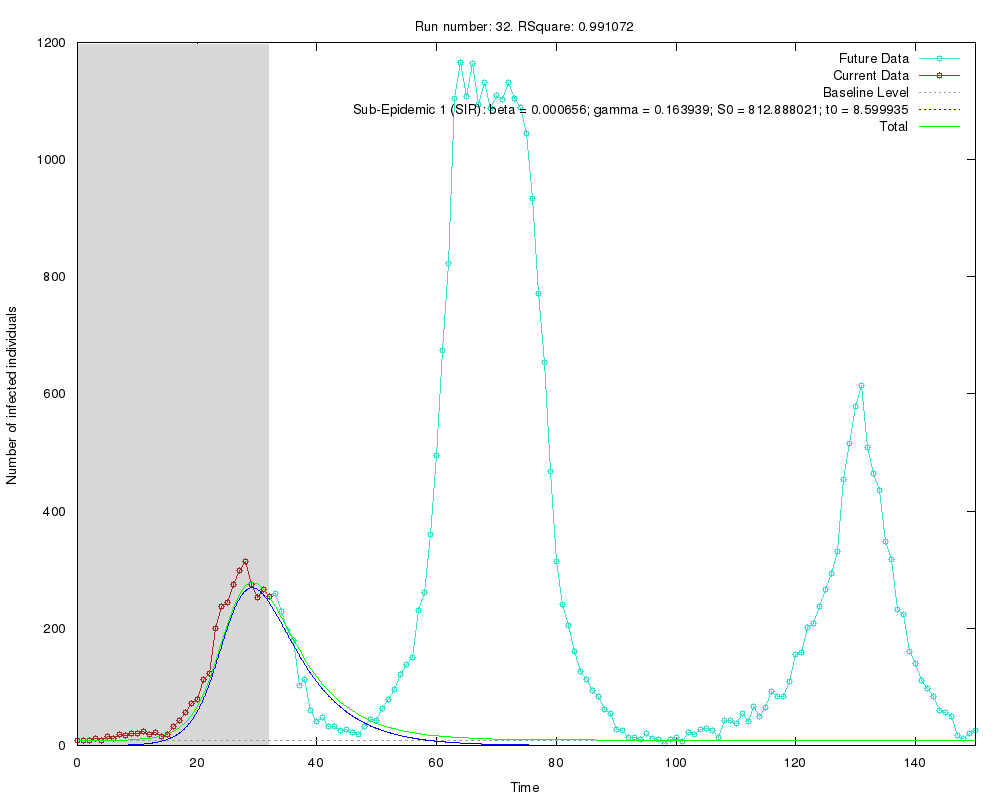 Run number: 32. RSquare: 0.991072
Future Data
Current Data
Baseline Level
Sub-Epidemic 1 (SIR): beta = 0.000656; gamma = 0.163939; S0 = 812.888021; t0 = 8.599935
Total
1200
1000
800
600
400
200
0
Number of infected individuals
0 20 40 60 80 100 120 140
Time